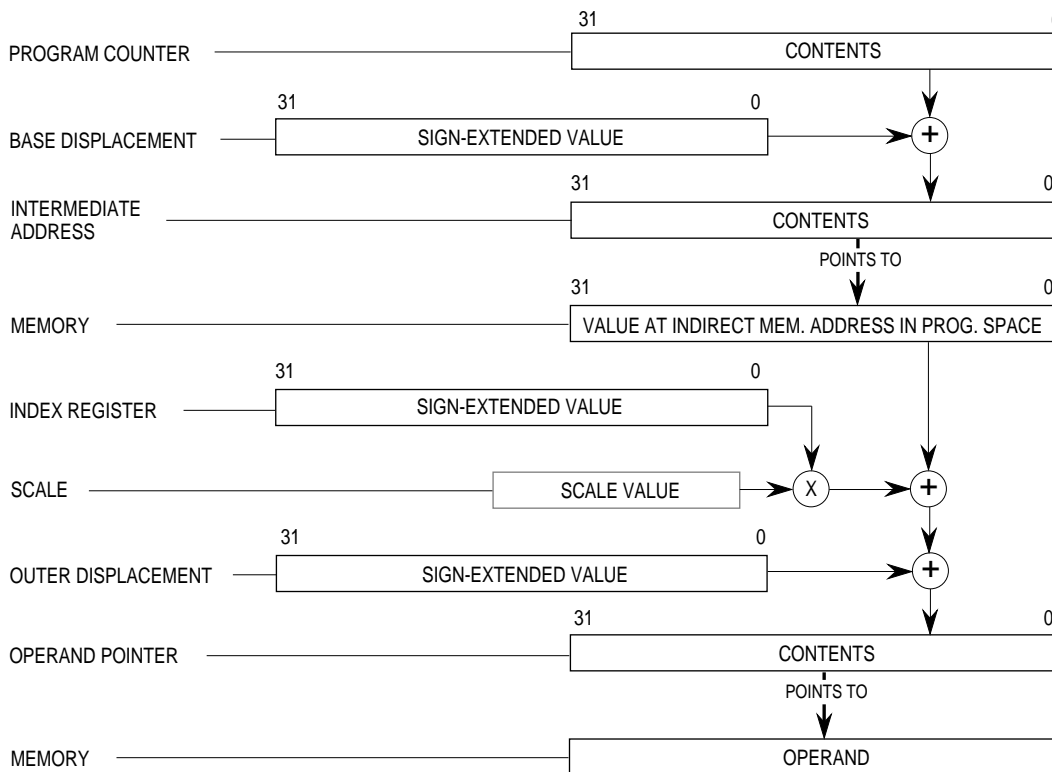 31
PROGRAM COUNTER CONTENTS
31 0
BASE DISPLACEMENT SIGN-EXTENDED VALUE +
31 0
INTERMEDIATE
ADDRESS CONTENTS
POINTS TO
31 0
MEMORY VALUE AT INDIRECT MEM. ADDRESS IN PROG. SPACE
31 0
INDEX REGISTER SIGN-EXTENDED VALUE
SCALE SCALE VALUE X +
31 0
OUTER DISPLACEMENT SIGN-EXTENDED VALUE +
31 0
OPERAND POINTER CONTENTS
POINTS TO
MEMORY OPERAND